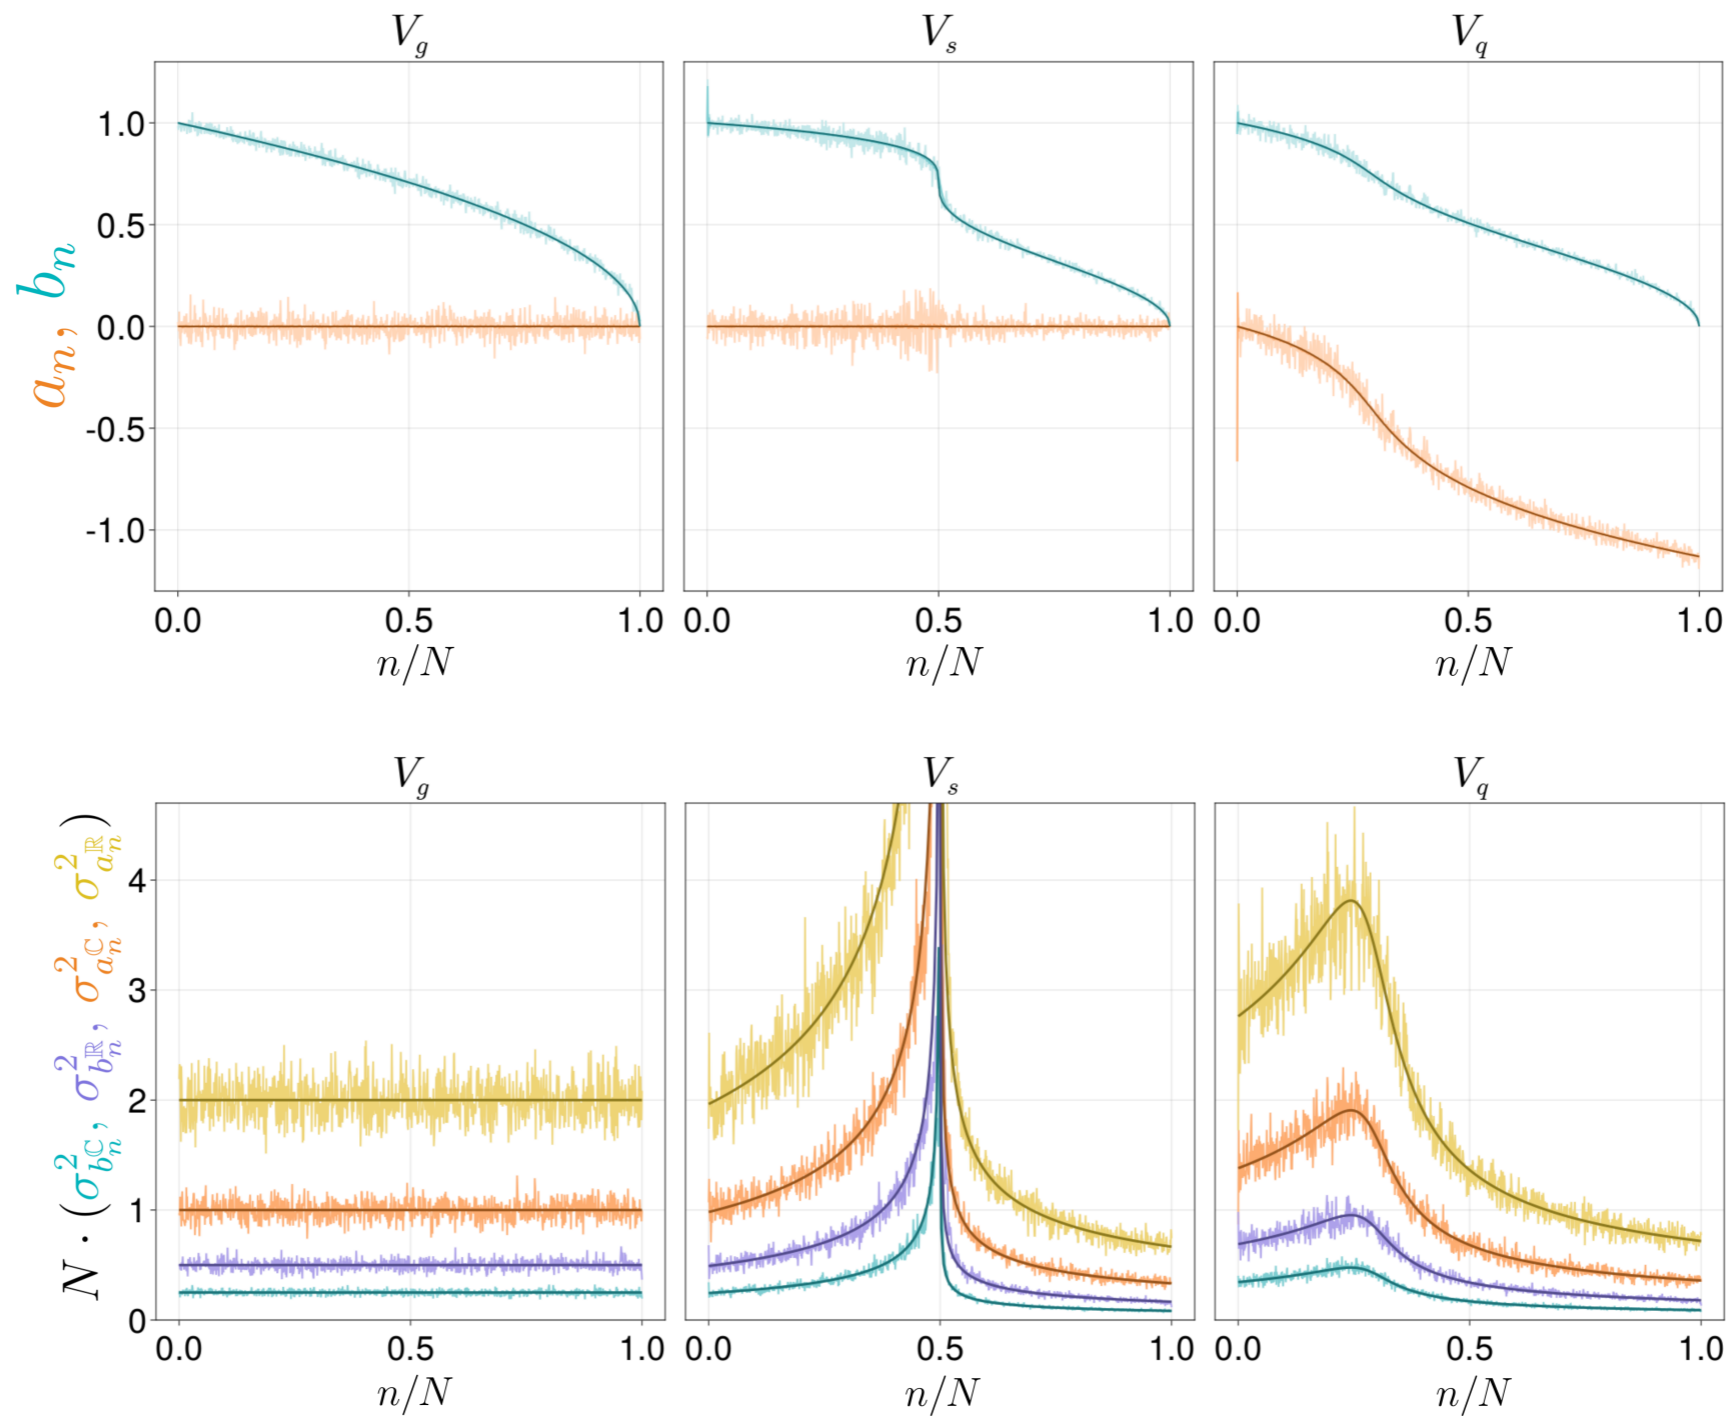 V_g V_s V_q
a_n, b_n
1.0
0.5
0.0
-0.5
-1.0
0.0 0.5 1.0 0.0 0.5 1.0 0.0 0.5 1.0
n/N n/N n/N
V_g V_s V_q
N · (σ²_{b_n^ℂ}, σ²_{b_n^ℝ}, σ²_{a_n^ℂ}, σ²_{a_n^ℝ})
4
3
2
1
0
0.0 0.5 1.0 0.0 0.5 1.0 0.0 0.5 1.0
n/N n/N n/N